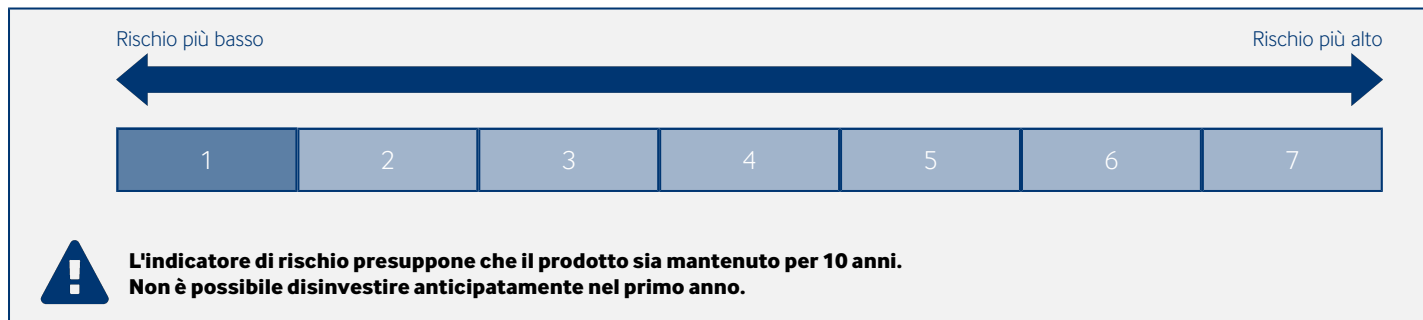 Rischio più basso
Rischio più alto
1 2 3 4 5 6 7
L'indicatore di rischio presuppone che il prodotto sia mantenuto per 10 anni.
Non è possibile disinvestire anticipatamente nel primo anno.